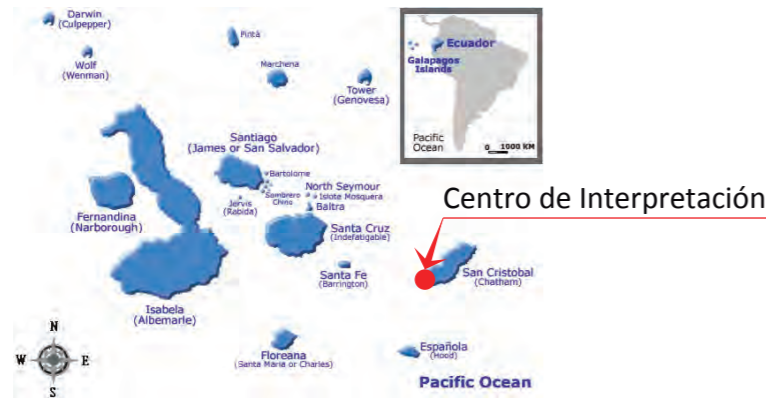 Darwin
(Culpepper)
Wolf
(Wenman)
Pinta
Marchena
Tower
(Genovesa)
Ecuador
Galapagos
Islands
Pacific
Ocean
0 1000 KM
Santiago
(James or San Salvador)
Bartolome
Sombrero
Chino
Jervis
(Rabida)
North Seymour
Islote Mosquera
Baltra
Fernandina
(Narborough)
Santa Cruz
(Indefatigable)
Centro de Interpretación
Santa Fe
(Barrington)
San Cristobal
(Chatham)
Isabela
(Albemarle)
N
W
E
S
Floreana
(Santa Maria or Charles)
Española
(Hood)
Pacific Ocean